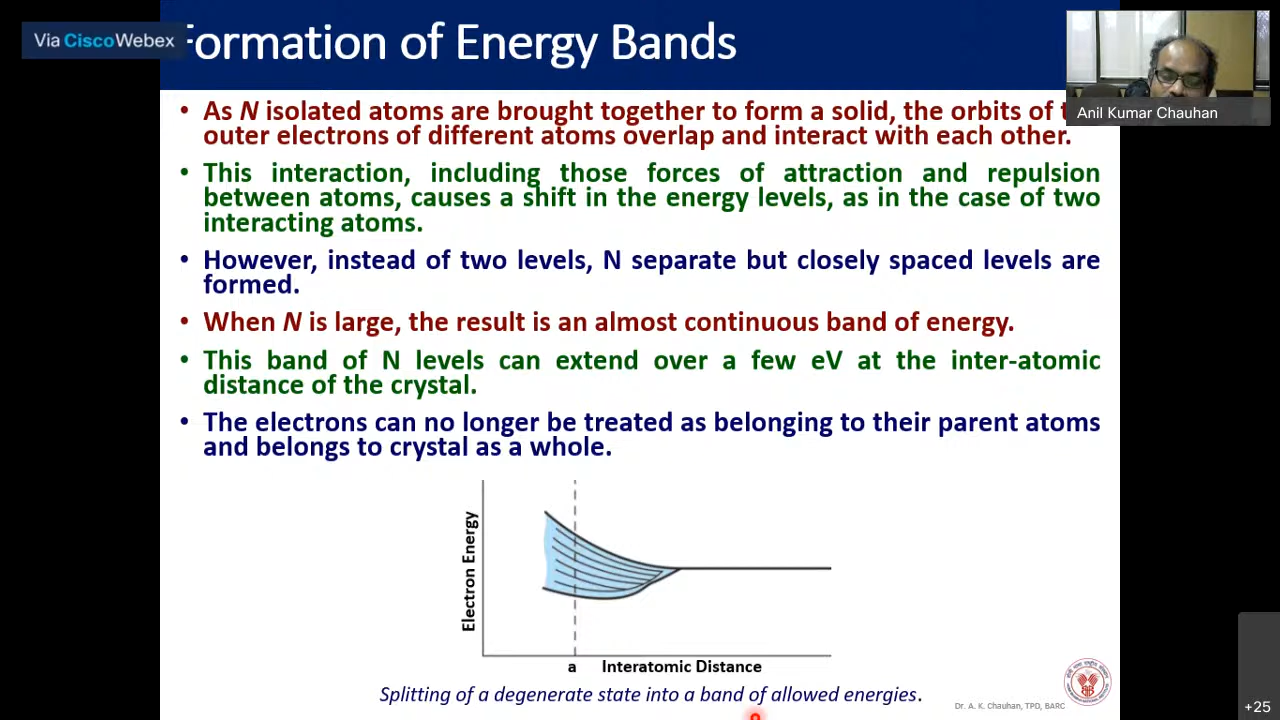 Via CiscoWebex
Formation of Energy Bands
Anil Kumar Chauhan
• As N isolated atoms are brought together to form a solid, the orbits of
outer electrons of different atoms overlap and interact with each other.
• This interaction, including those forces of attraction and repulsion
between atoms, causes a shift in the energy levels, as in the case of two
interacting atoms.
• However, instead of two levels, N separate but closely spaced levels are
formed.
• When N is large, the result is an almost continuous band of energy.
• This band of N levels can extend over a few eV at the inter-atomic
distance of the crystal.
• The electrons can no longer be treated as belonging to their parent atoms
and belongs to crystal as a whole.
Electron Energy
a Interatomic Distance
Splitting of a degenerate state into a band of allowed energies.
Dr. A. K. Chauhan, TPD, BARC
+25